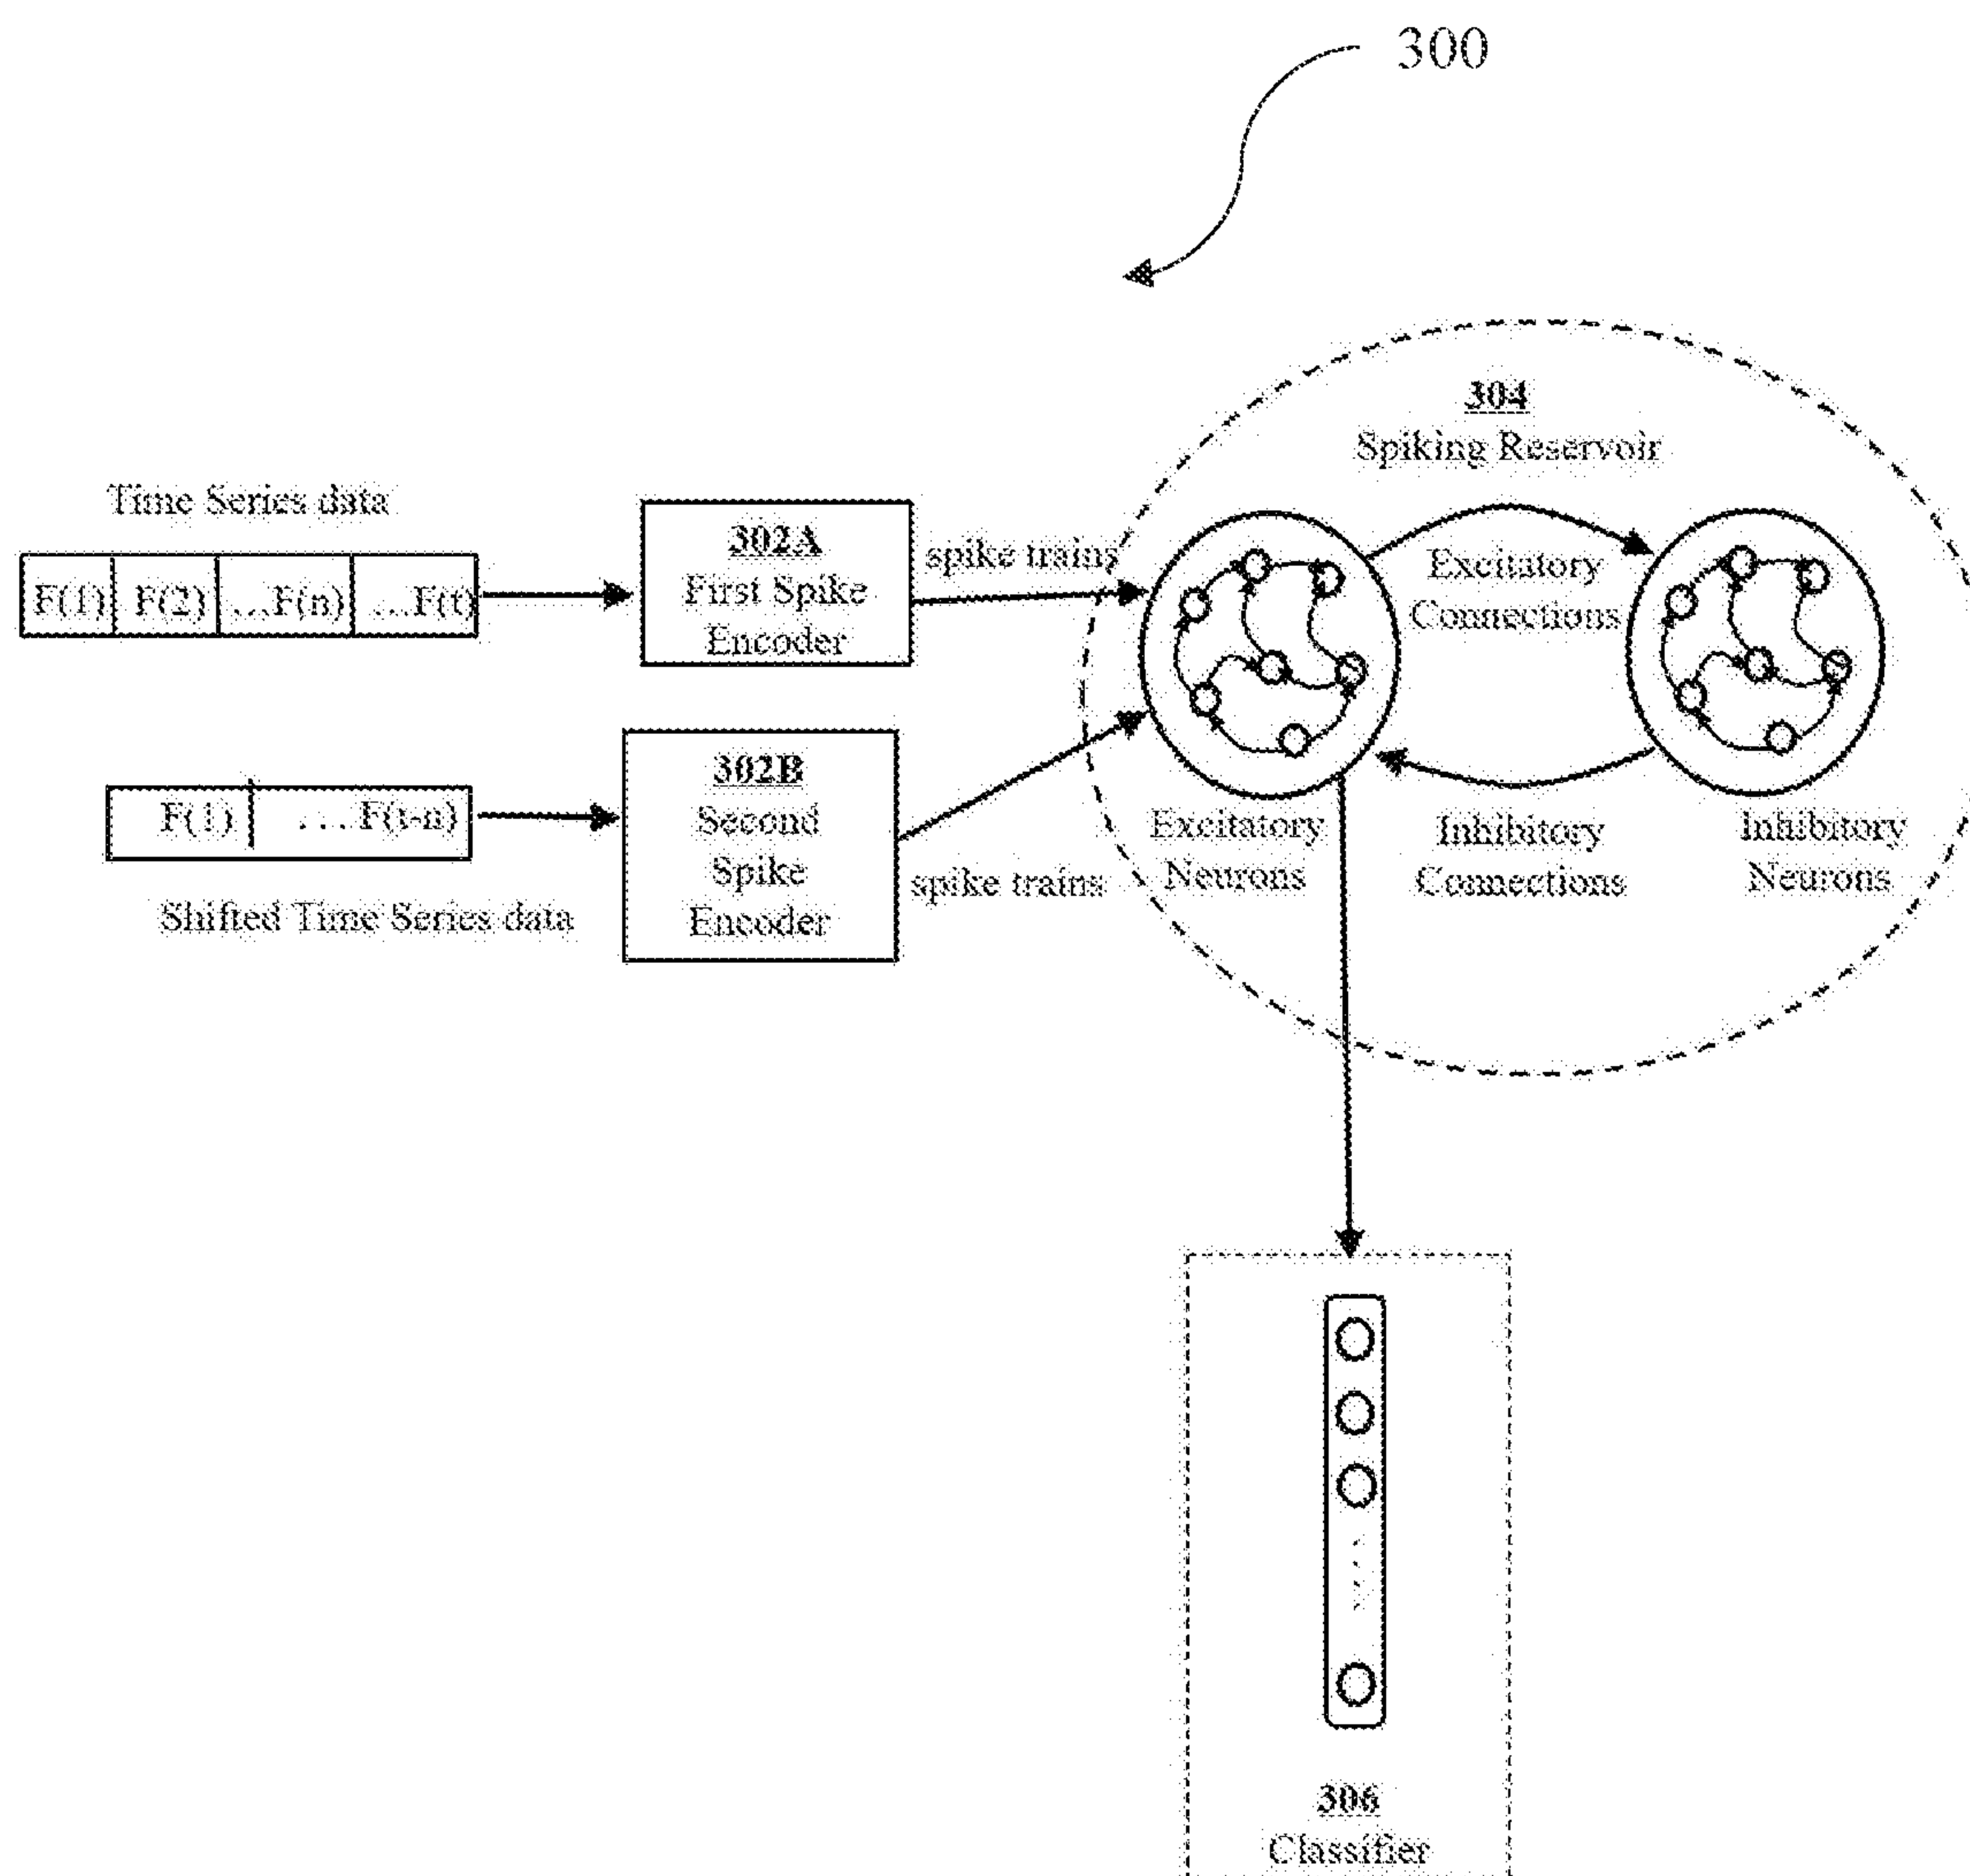 300
304
Spiking Reservoir
Time Series data
F(1) F(2) ...F(n) ...F(t)
302A
First Spike
Encoder
spike trains
Excitatory
Connections
302B
Second
Spike
Encoder
F(1) ....F(t-n)
Shifted Time Series data
spike trains
Excitatory
Neurons
Inhibitory
Connections
Inhibitory
Neurons
306
Classifier